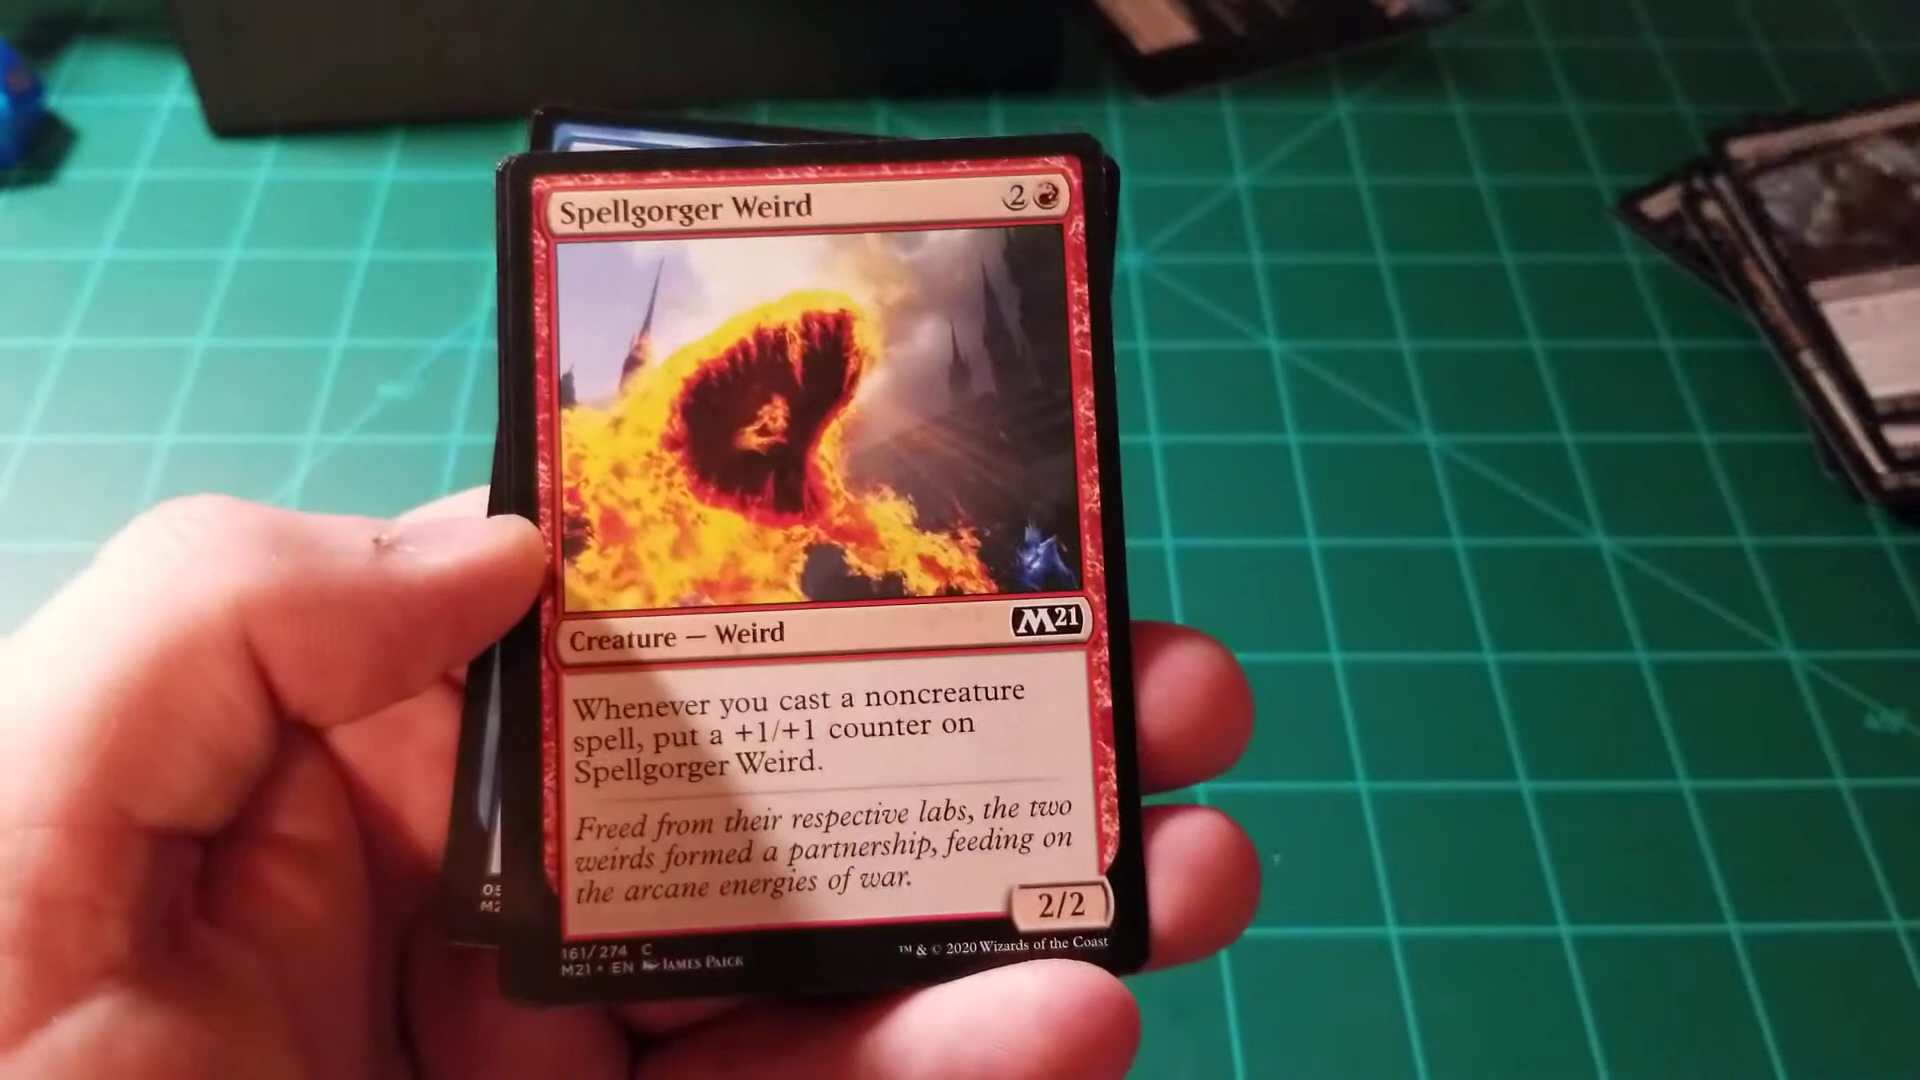 Spellgorger Weird 2
Creature — Weird M21
Whenever you cast a noncreature
spell, put a +1/+1 counter on
Spellgorger Weird.
Freed from their respective labs, the two
weirds formed a partnership, feeding on
the arcane energies of war.
2/2
161/274 C
M21 • EN JAMES PAICK
™ & © 2020 Wizards of the Coast